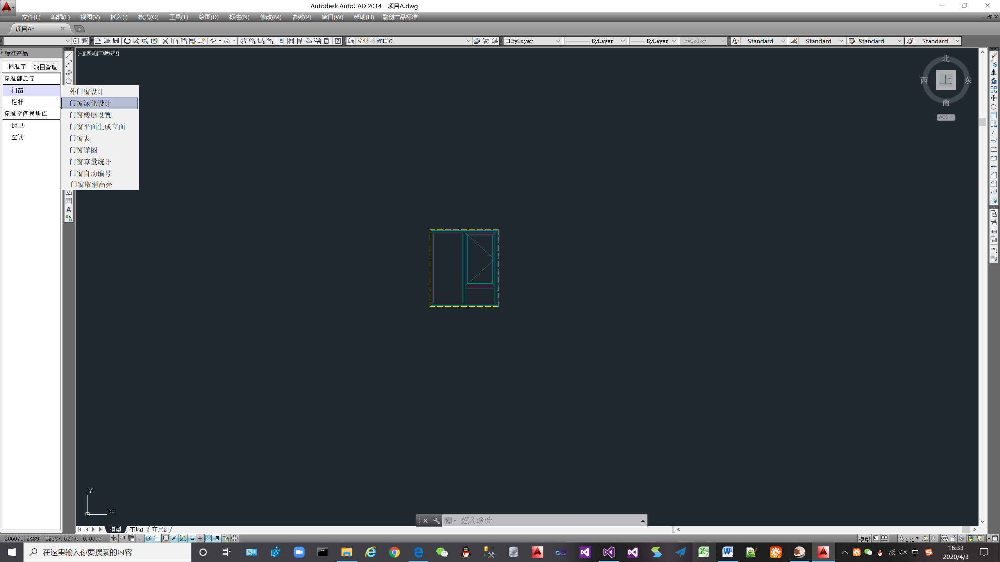 Autodesk AutoCAD 2014 项目A.dwg
文件(F) 编辑(E) 视图(V) 插入(I) 格式(O) 工具(T) 绘图(D) 标注(N) 修改(M) 参数(P) 窗口(W) 帮助(H) 融创产品标准
项目A*
0 ByLayer ByLayer ByLayer ByColor Standard Standard Standard Standard
标准产品
[−][俯视][二维线框]
标准库 项目管理
标准部品库
门窗
栏杆
标准空间模块库
厨卫
空调
外门窗设计
门窗深化设计
门窗楼层设置
门窗平面生成立面
门窗表
门窗详图
门窗算量统计
门窗自动编号
门窗取消高亮
A
北
西 上 东
南
WCS
ABC
Y
X
键入命令
模型 布局1 布局2
206075.2489, 52397.6209, 0.0000
模型 1:1
在这里输入你要搜索的内容
中
16:33
2020/4/3